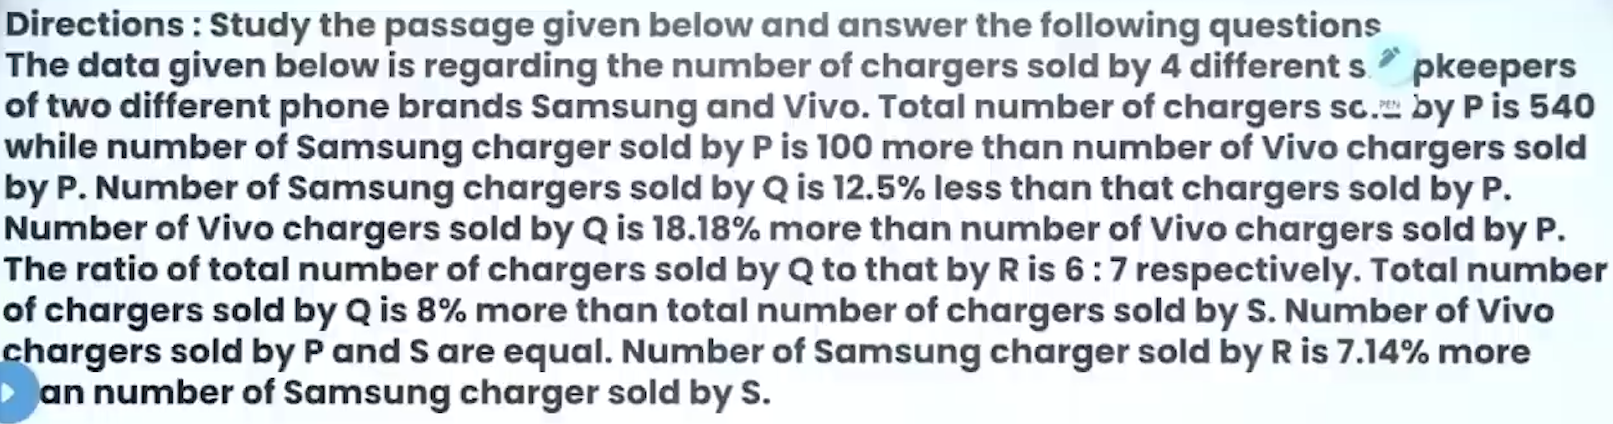 Directions : Study the passage given below and answer the following questions
The data given below is regarding the number of chargers sold by 4 different s pkeepers
of two different phone brands Samsung and Vivo. Total number of chargers so by P is 540
while number of Samsung charger sold by P is 100 more than number of Vivo chargers sold
by P. Number of Samsung chargers sold by Q is 12.5% less than that chargers sold by P.
Number of Vivo chargers sold by Q is 18.18% more than number of Vivo chargers sold by P.
The ratio of total number of chargers sold by Q to that by R is 6 : 7 respectively. Total number
of chargers sold by Q is 8% more than total number of chargers sold by S. Number of Vivo
chargers sold by P and S are equal. Number of Samsung charger sold by R is 7.14% more
an number of Samsung charger sold by S.